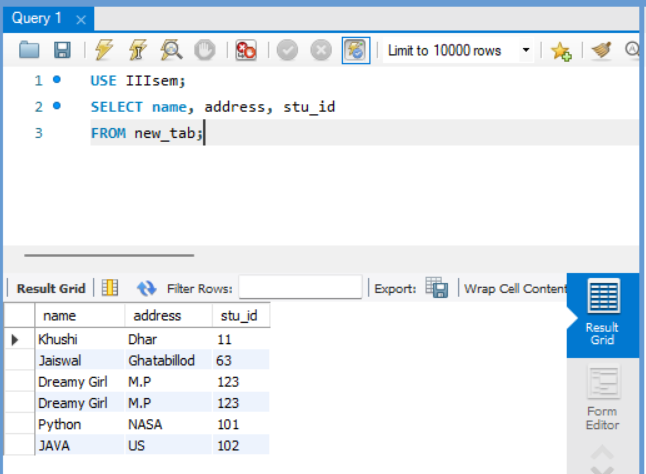 Query 1
Limit to 10000 rows
1 USE IIIsem;
2 SELECT name, address, stu_id
3 FROM new_tab;
Result Grid Filter Rows: Export: Wrap Cell Content
name address stu_id
Khushi Dhar 11
Jaiswal Ghatabillod 63
Dreamy Girl M.P 123
Dreamy Girl M.P 123
Python NASA 101
JAVA US 102
Result
Grid
Form
Editor